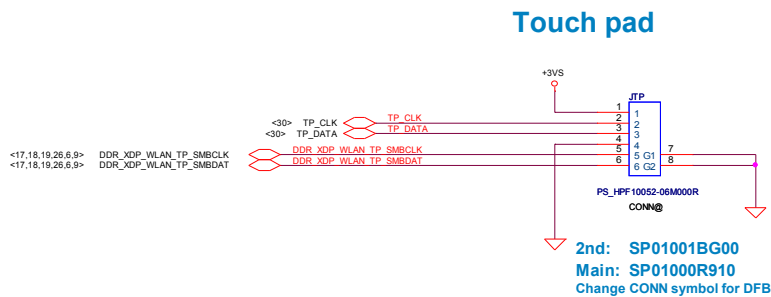 Touch pad
+3VS
JTP
<30> TP_CLK TP_CLK 1 1
<30> TP_DATA TP_DATA 2 2
3 3
4 4
<17,18,19,26,6,9> DDR_XDP_WLAN_TP_SMBCLK DDR_XDP_WLAN_TP_SMBCLK 5 5 G1 7
<17,18,19,26,6,9> DDR_XDP_WLAN_TP_SMBDAT DDR_XDP_WLAN_TP_SMBDAT 6 6 G2 8
PS_HPF10052-06M000R
CONN@
2nd: SP01001BG00
Main: SP01000R910
Change CONN symbol for DFB